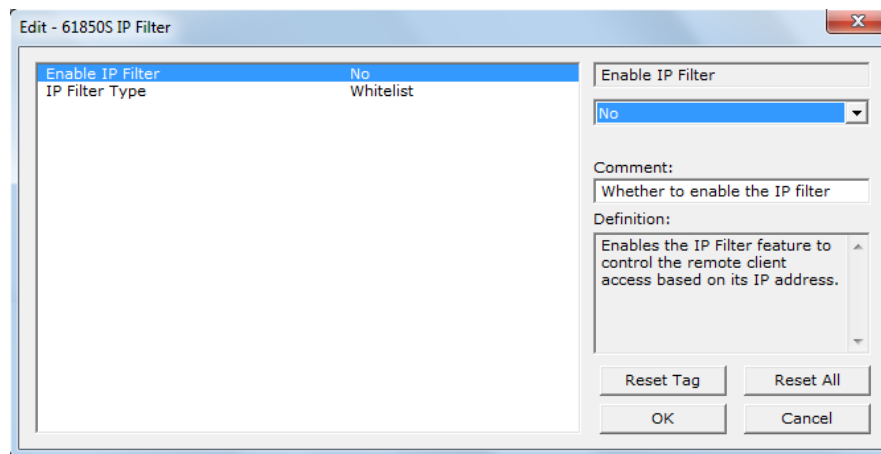 Edit - 61850S IP Filter
x
Enable IP Filter No
IP Filter Type Whitelist
Enable IP Filter
No
Comment:
Whether to enable the IP filter
Definition:
Enables the IP Filter feature to
control the remote client
access based on its IP address.
Reset Tag Reset All
OK Cancel